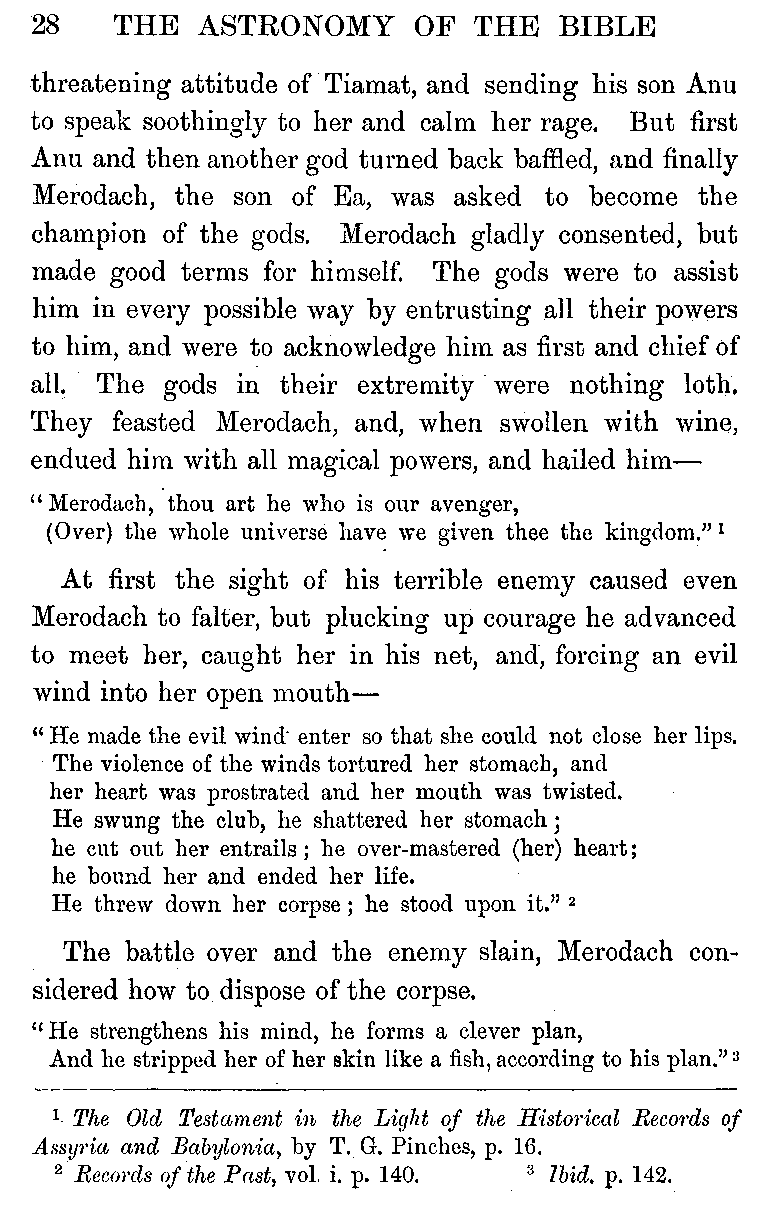 28 THE ASTRONOMY OF THE BIBLE
threatening attitude of Tiamat, and sending his son Anu
to speak soothingly to her and calm her rage. But first
Anu and then another god turned back baffled, and finally
Merodach, the son of Ea, was asked to become the
champion of the gods. Merodach gladly consented, but
made good terms for himself. The gods were to assist
him in every possible way by entrusting all their powers
to him, and were to acknowledge him as first and chief of
all. The gods in their extremity were nothing loth.
They feasted Merodach, and, when swollen with wine,
endued him with all magical powers, and hailed him—
“Merodach, thou art he who is our avenger,
(Over) the whole universe have we given thee the kingdom.” 1
At first the sight of his terrible enemy caused even
Merodach to falter, but plucking up courage he advanced
to meet her, caught her in his net, and, forcing an evil
wind into her open mouth—
“He made the evil wind enter so that she could not close her lips.
The violence of the winds tortured her stomach, and
her heart was prostrated and her mouth was twisted.
He swung the club, he shattered her stomach;
he cut out her entrails; he over-mastered (her) heart;
he bound her and ended her life.
He threw down her corpse; he stood upon it.” 2
The battle over and the enemy slain, Merodach con-
sidered how to dispose of the corpse.
“He strengthens his mind, he forms a clever plan,
And he stripped her of her skin like a fish, according to his plan.” 3
1 The Old Testament in the Light of the Historical Records of
Assyria and Babylonia, by T. G. Pinches, p. 16.
2 Records of the Past, vol. i. p. 140. 3 Ibid. p. 142.